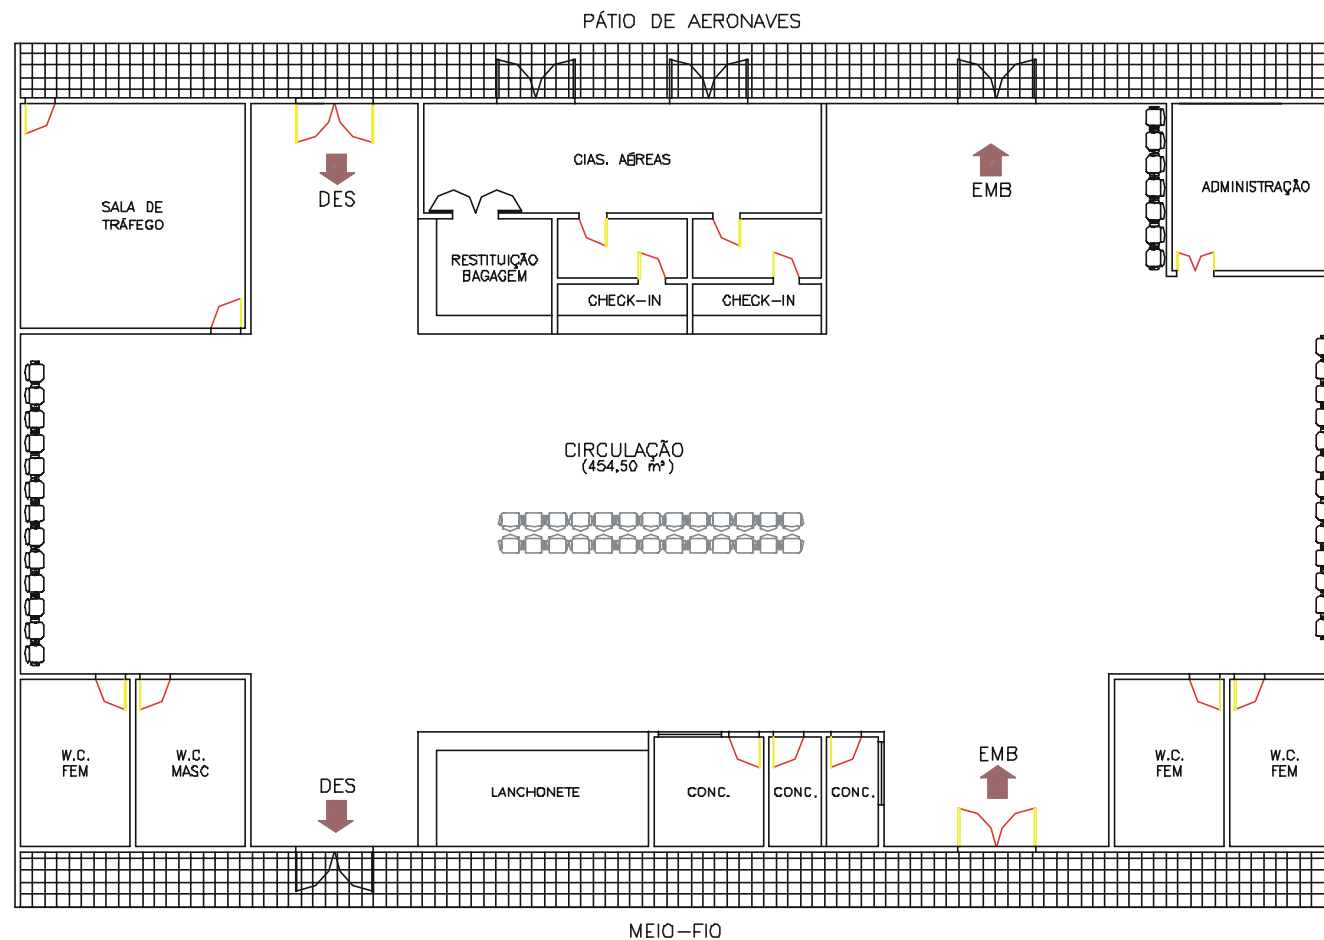 PÁTIO DE AERONAVES
CIAS. AÉREAS
DES
EMB
ADMINISTRAÇÃO
SALA DE
TRÁFEGO
RESTITUIÇÃO
BAGAGEM
CHECK-IN
CHECK-IN
CIRCULAÇÃO
(454,50 m²)
W.C.
FEM
W.C.
MASC
DES
LANCHONETE
CONC.
CONC.
CONC.
EMB
W.C.
FEM
W.C.
FEM
MEIO-FIO